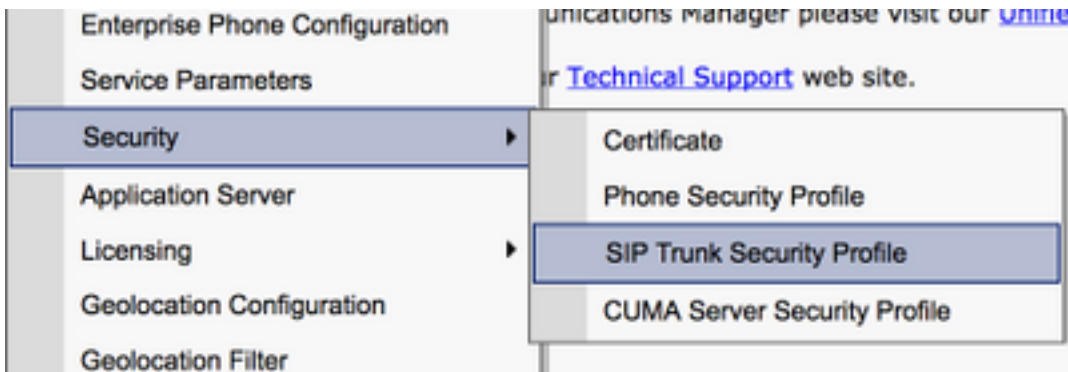 Enterprise Phone Configuration
unications Manager please visit our Unifie
Service Parameters
r Technical Support web site.
Security
Certificate
Application Server
Phone Security Profile
Licensing
SIP Trunk Security Profile
Geolocation Configuration
CUMA Server Security Profile
Geolocation Filter